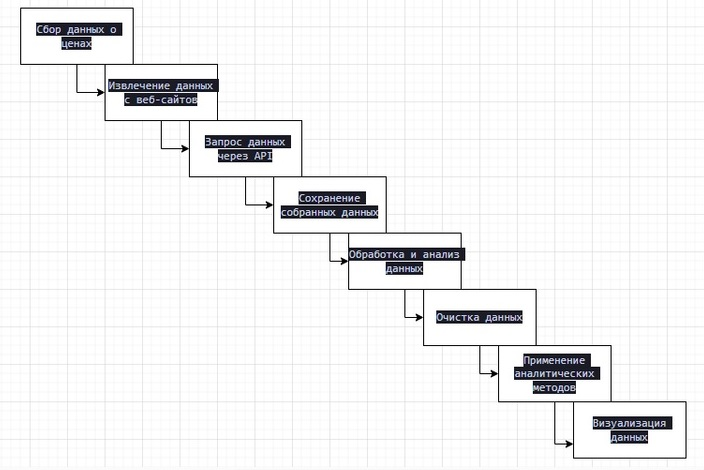 Сбор данных о
ценах
Извлечение данных
с веб-сайтов
Запрос данных
через API
Сохранение
собранных данных
Обработка и анализ
данных
Очистка данных
Применение
аналитических
методов
Визуализация
данных